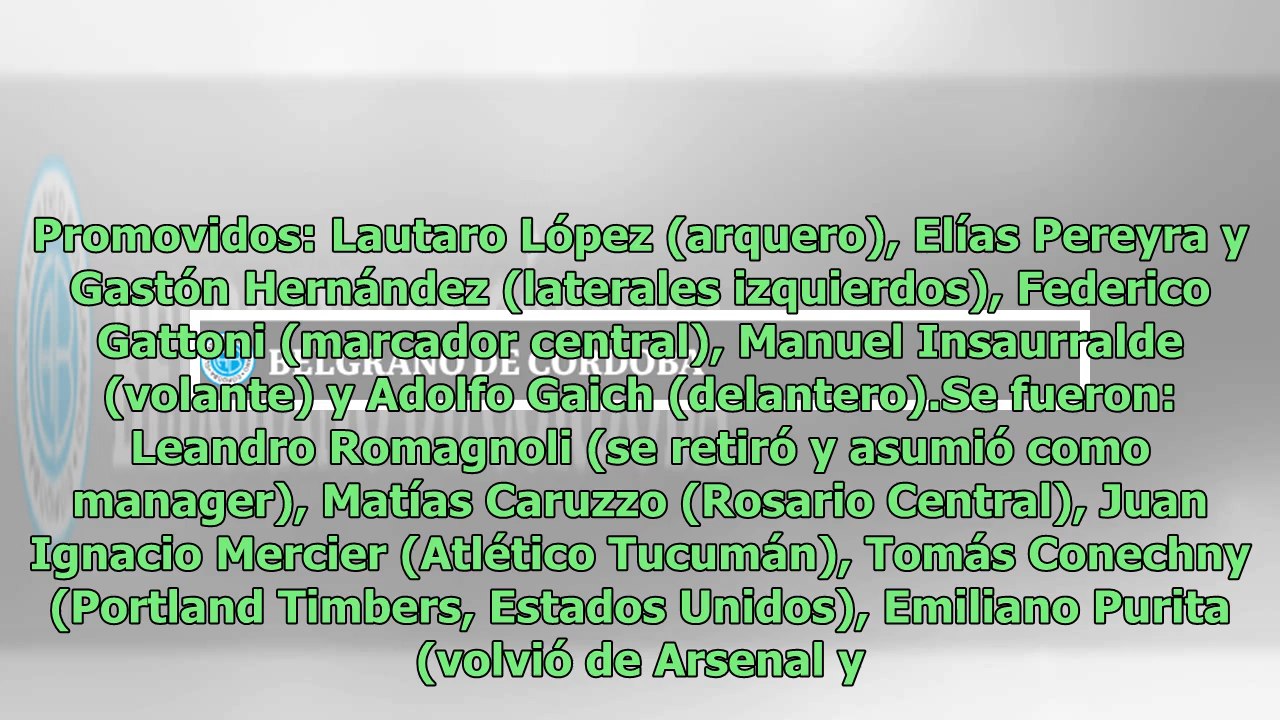 Promovidos: Lautaro López (arquero), Elías Pereyra y
Gastón Hernández (laterales izquierdos), Federico
Gattoni (marcador central), Manuel Insaurralde
BELGRANO DE CÓRDOBA
(volante) y Adolfo Gaich (delantero).Se fueron:
Leandro Romagnoli (se retiró y asumió como
manager), Matías Caruzzo (Rosario Central), Juan
Ignacio Mercier (Atlético Tucumán), Tomás Conechny
(Portland Timbers, Estados Unidos), Emiliano Purita
(volvió de Arsenal y